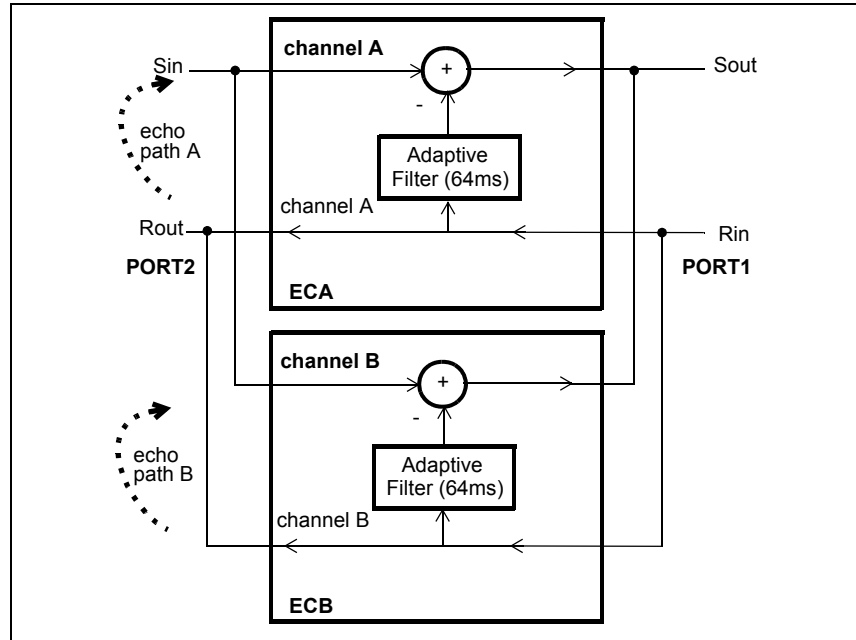 channel A
Sin
+
Sout
-
echo
path A
Adaptive
Filter (64ms)
channel A
Rout
Rin
PORT2
PORT1
ECA
channel B
+
-
echo
path B
Adaptive
Filter (64ms)
channel B
ECB